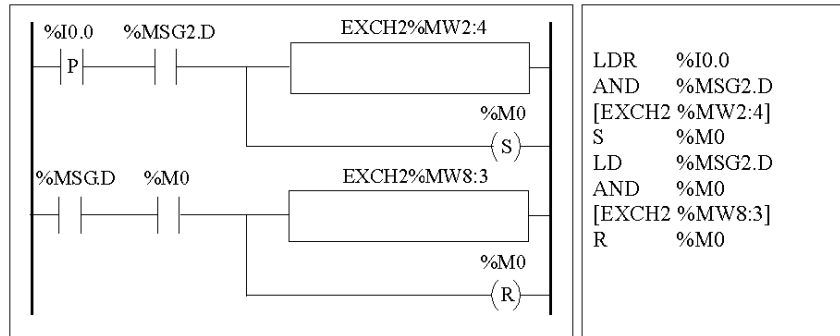 %I0.0 %MSG2.D EXCH2%MW2:4
P
%M0
S
%MSG.D %M0 EXCH2%MW8:3
%M0
R
LDR %I0.0
AND %MSG2.D
[EXCH2 %MW2:4]
S %M0
LD %MSG2.D
AND %M0
[EXCH2 %MW8:3]
R %M0